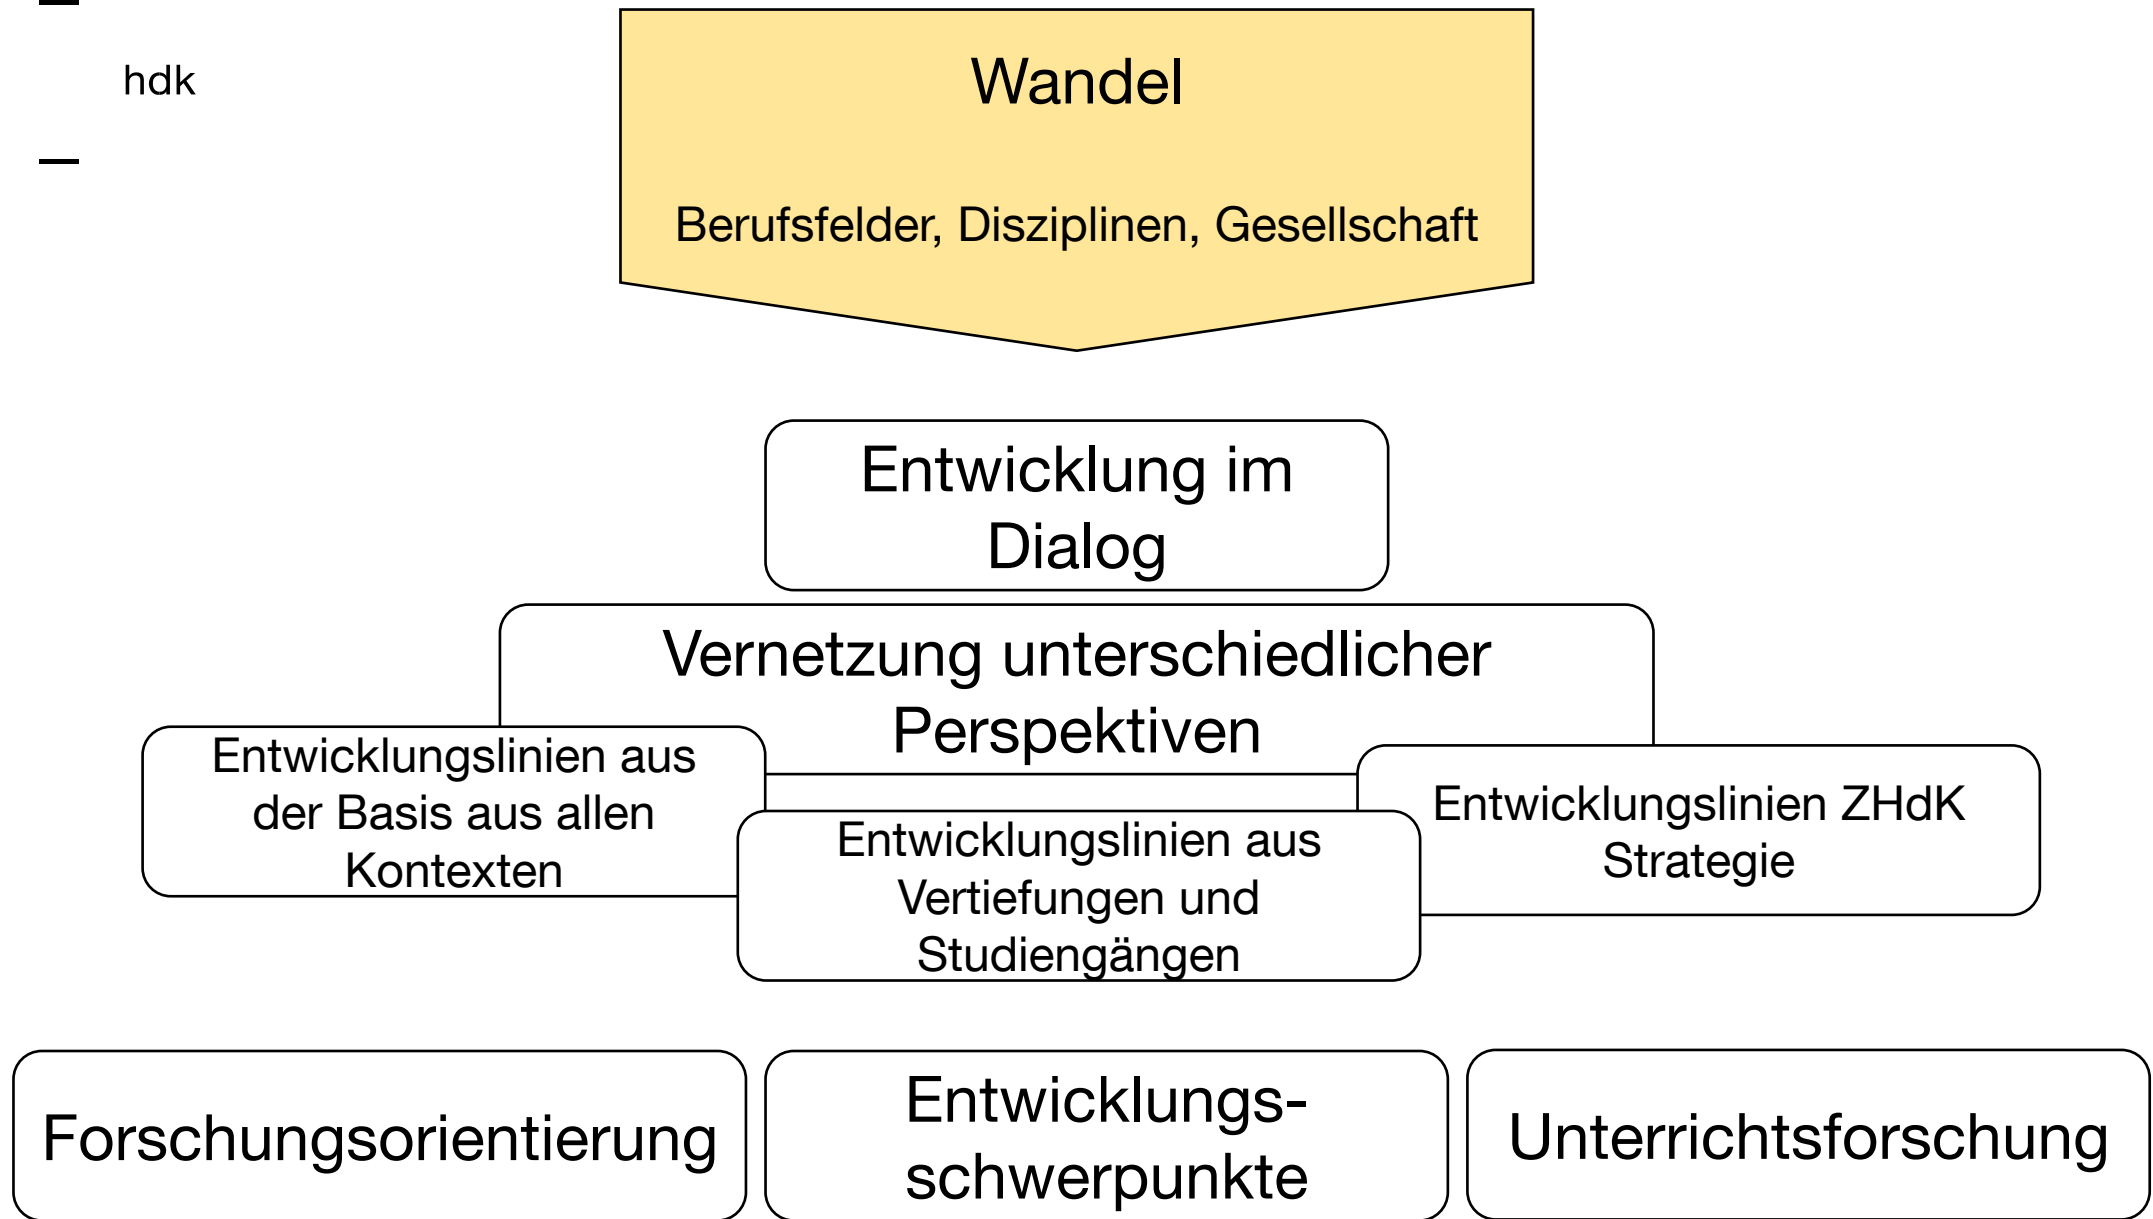 hdk
Wandel
Berufsfelder, Disziplinen, Gesellschaft
Entwicklung im
Dialog
Vernetzung unterschiedlicher
Perspektiven
Entwicklungslinien aus
der Basis aus allen
Kontexten
Entwicklungslinien aus
Vertiefungen und
Studiengängen
Entwicklungslinien ZHdK
Strategie
Forschungsorientierung
Entwicklungs-
schwerpunkte
Unterrichtsforschung